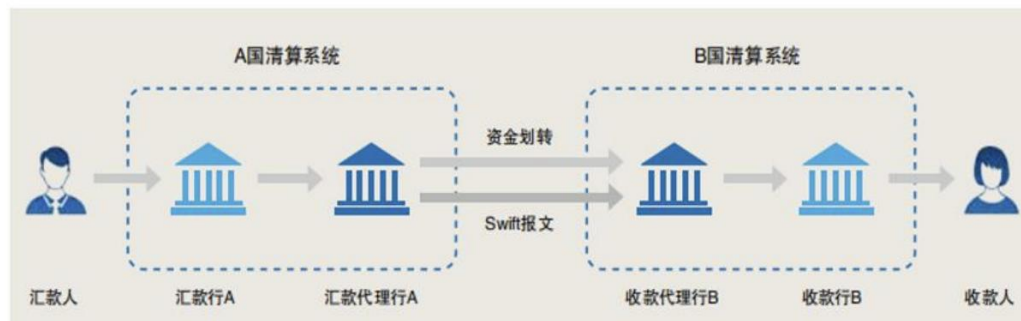 A国清算系统
B国清算系统
资金划转
Swift报文
汇款人
汇款行A
汇款代理行A
收款代理行B
收款行B
收款人